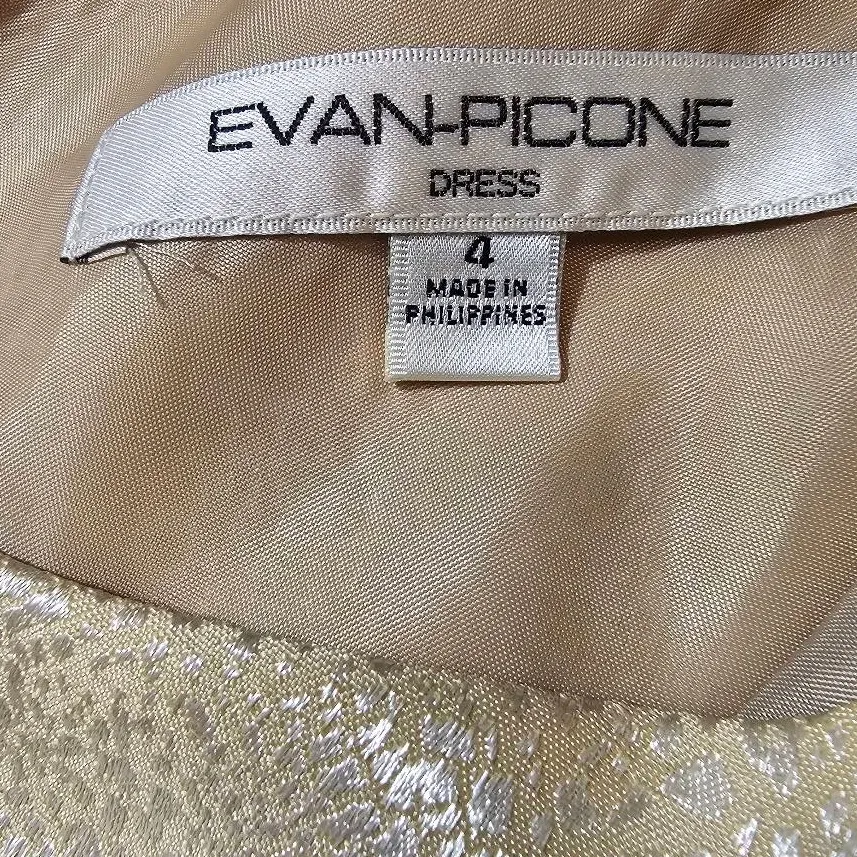 EVAN-PICONE
DRESS
4
MADE IN
PHILIPPINES